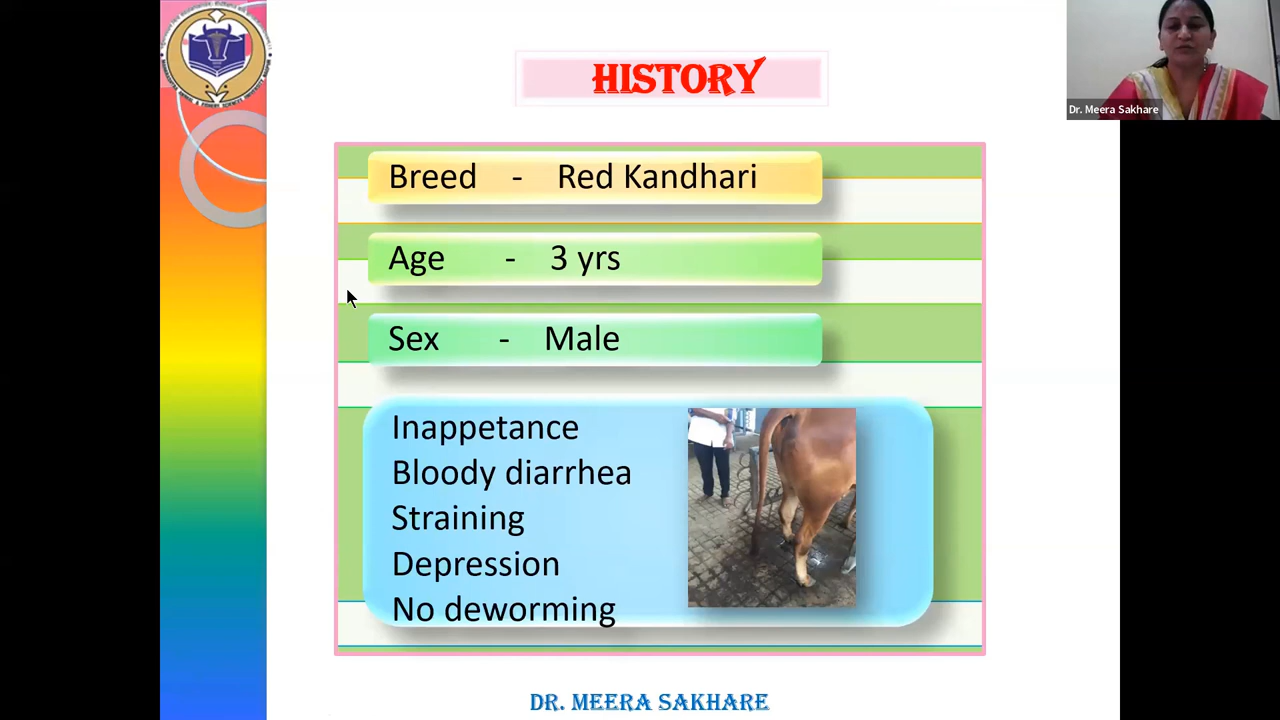 HISTORY
Dr. Meera Sakhare
Breed - Red Kandhari
Age - 3 yrs
Sex - Male
Inappetance
Bloody diarrhea
Straining
Depression
No deworming
DR. MEERA SAKHARE